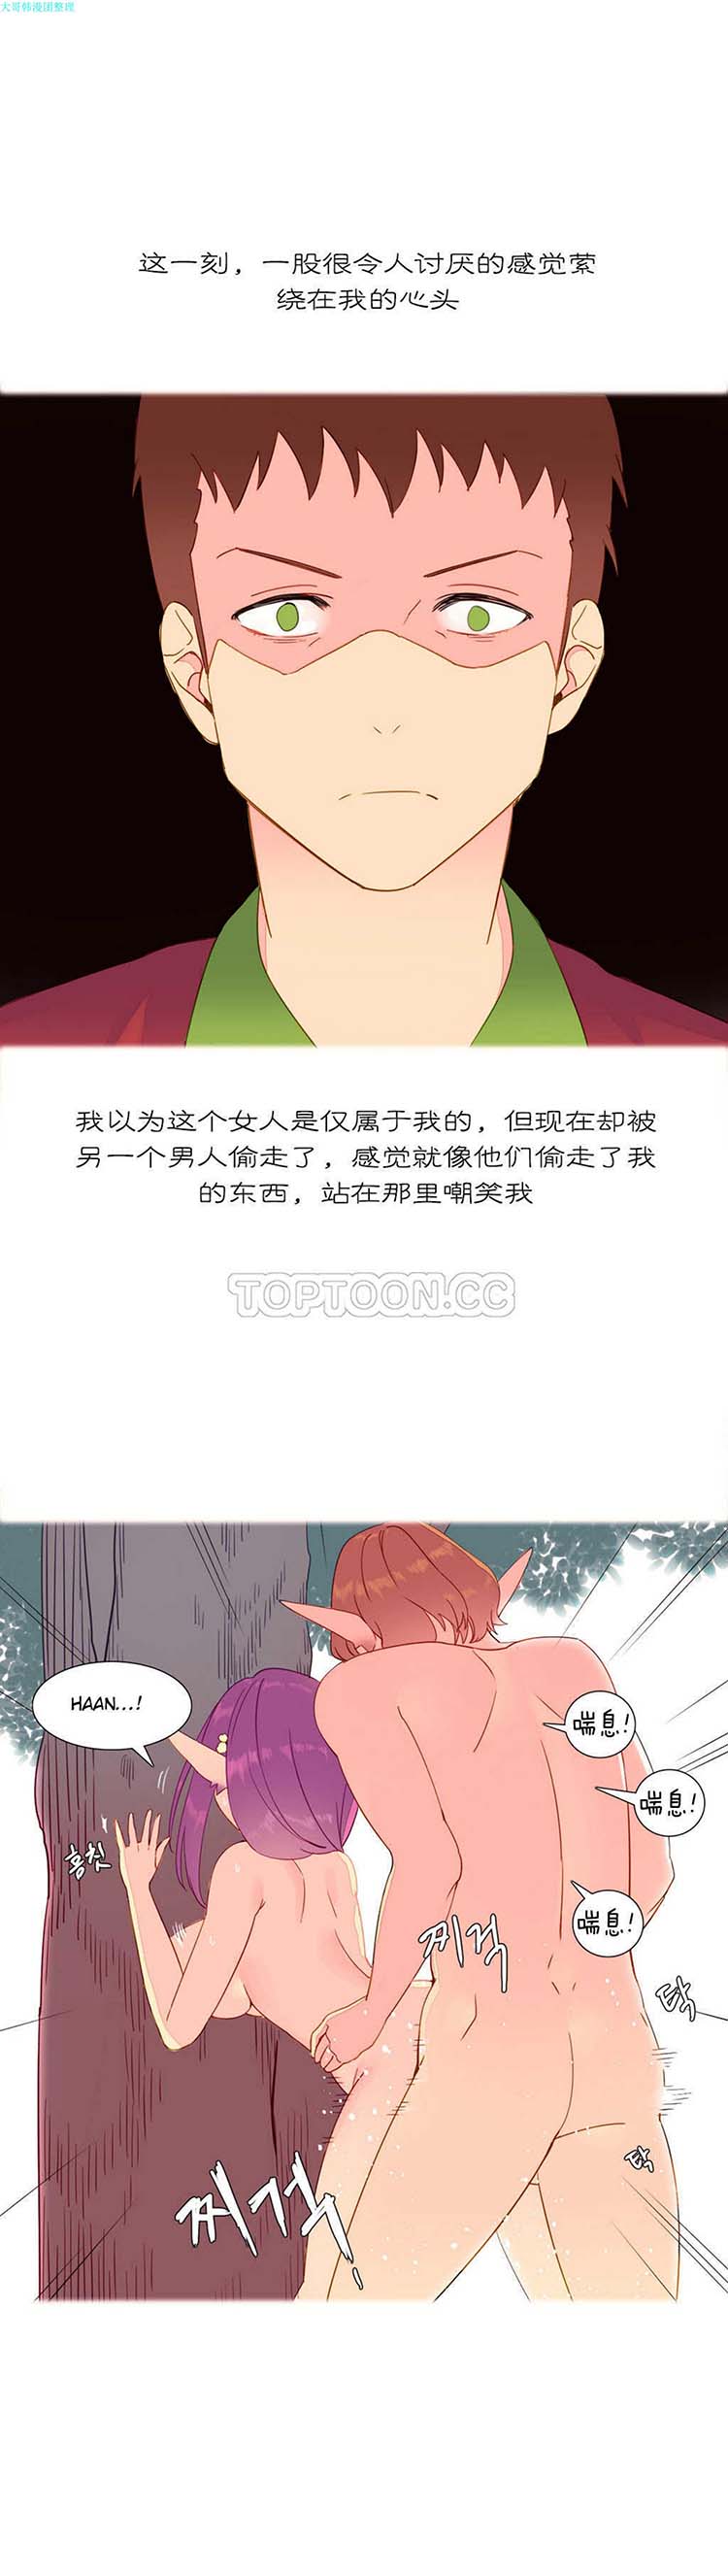 大哥韩漫团整理
这一刻，一股很令人讨厌的感觉萦
绕在我的心头
我以为这个女人是仅属于我的，但现在却被
另一个男人偷走了，感觉就像他们偷走了我
的东西，站在那里嘲笑我
TOPTOON.CC
HAAN...!
喘息!
喘息!
喘息!
홍칫
찌걱
탁
탁
찌걱